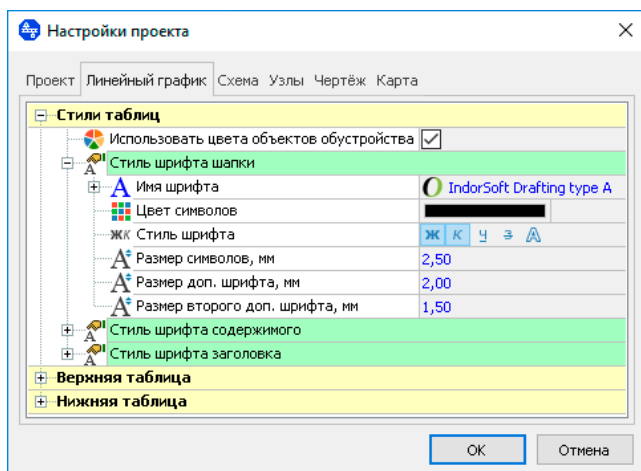 Настройки проекта
Проект Линейный график Схема Узлы Чертёж Карта
Стили таблиц
Использовать цвета объектов обустройства
Стиль шрифта шапки
Имя шрифта IndorSoft Drafting type A
Цвет символов
ЖК Стиль шрифта Ж К Ч З А
Размер символов, мм 2,50
Размер доп. шрифта, мм 2,00
Размер второго доп. шрифта, мм 1,50
Стиль шрифта содержимого
Стиль шрифта заголовка
Верхняя таблица
Нижняя таблица
ОК Отмена